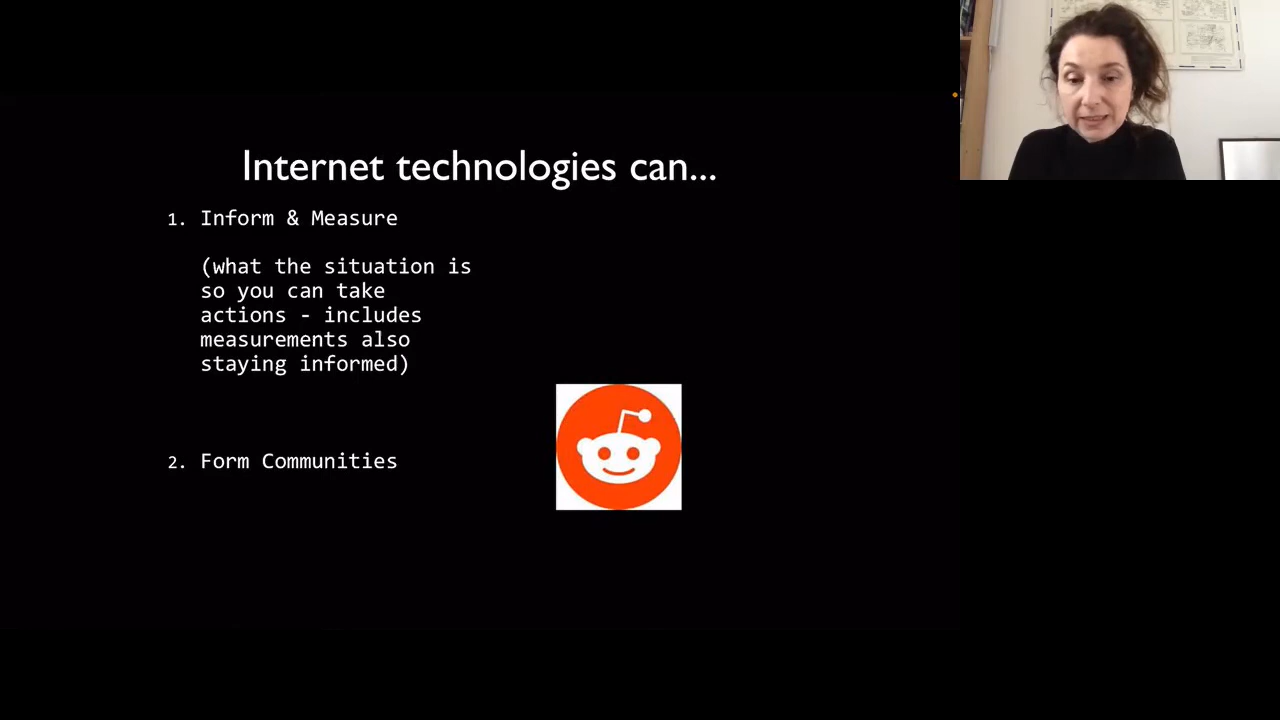 Internet technologies can...
1. Inform & Measure
(what the situation is
so you can take
actions - includes
measurements also
staying informed)
2. Form Communities